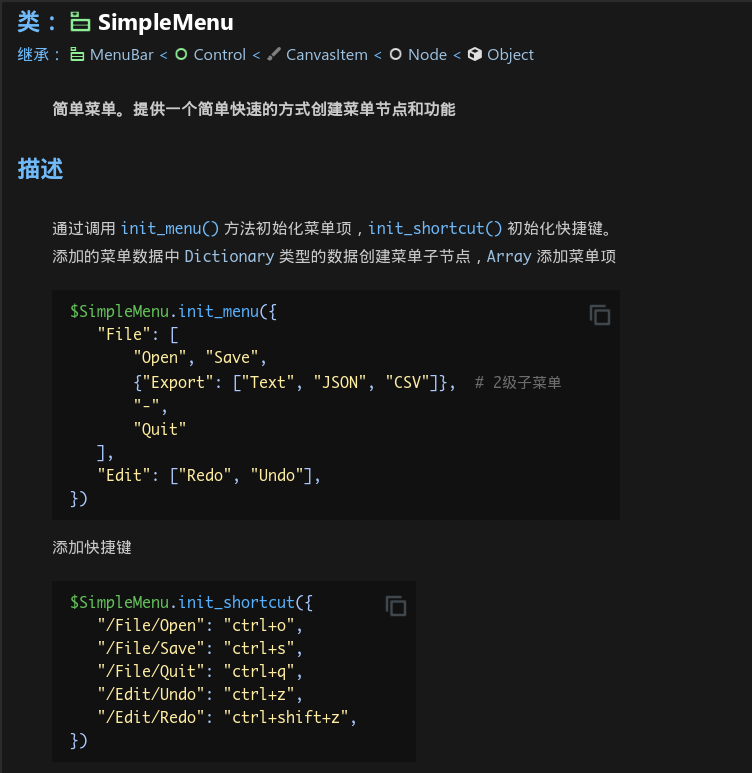 类： SimpleMenu
继承： MenuBar < Control < CanvasItem < Node < Object
简单菜单。提供一个简单快速的方式创建菜单节点和功能
描述
通过调用 init_menu() 方法初始化菜单项，init_shortcut() 初始化快捷键。
添加的菜单数据中 Dictionary 类型的数据创建菜单子节点，Array 添加菜单项
$SimpleMenu.init_menu({
"File": [
"Open", "Save",
{"Export": ["Text", "JSON", "CSV"]}, # 2级子菜单
"-",
"Quit"
],
"Edit": ["Redo", "Undo"],
})
添加快捷键
$SimpleMenu.init_shortcut({
"/File/Open": "ctrl+o",
"/File/Save": "ctrl+s",
"/File/Quit": "ctrl+q",
"/Edit/Undo": "ctrl+z",
"/Edit/Redo": "ctrl+shift+z",
})